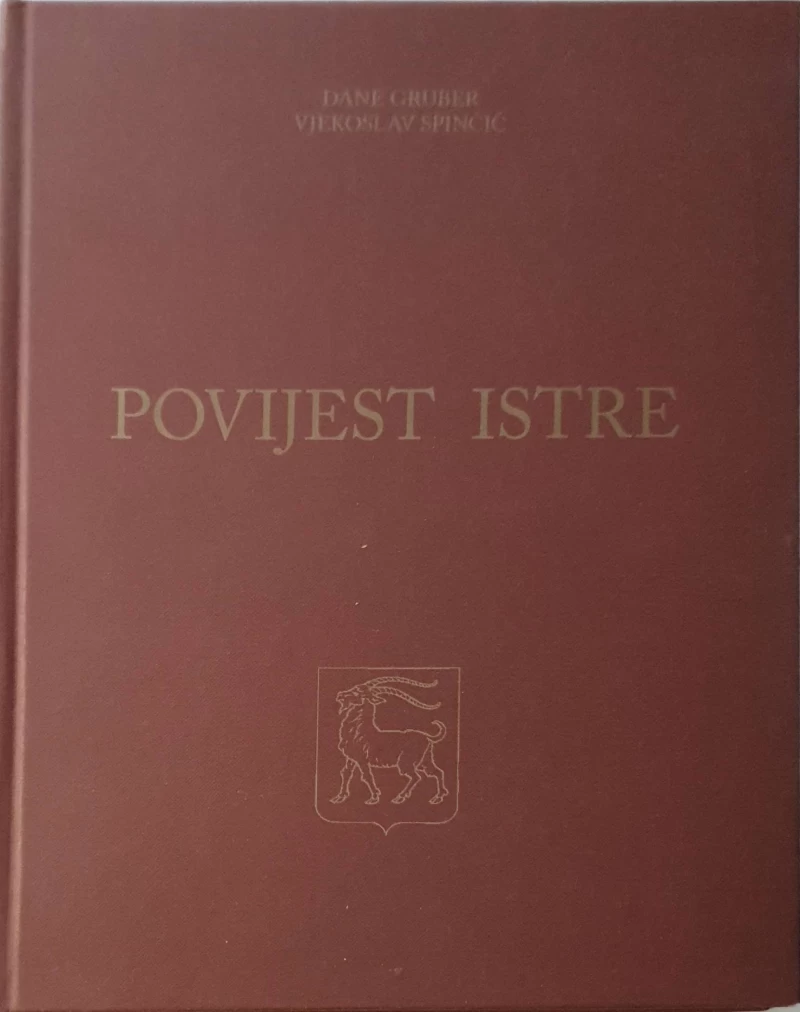 DANE GRUBER
VJEKOSLAV SPINČIĆ
POVIJEST ISTRE